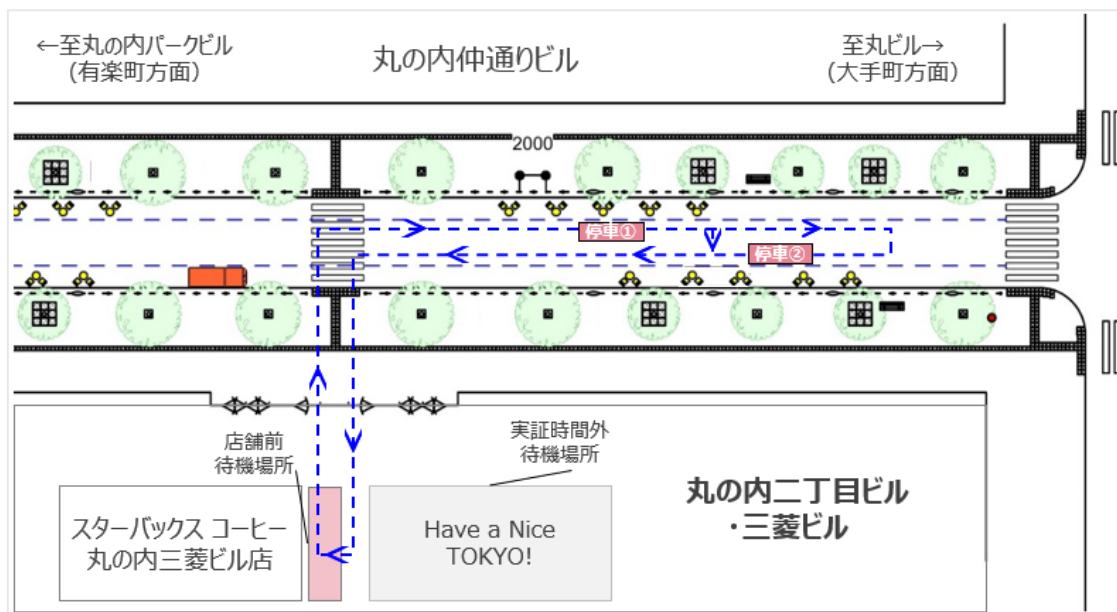 ←至丸の内パークビル
(有楽町方面）
丸の内仲通りビル
至丸ビル→
(大手町方面）
2000
停車①
停車②
店舗前
待機場所
実証時間外
待機場所
スターバックス コーヒー
丸の内三菱ビル店
Have a Nice
TOKYO!
丸の内二丁目ビル
・三菱ビル